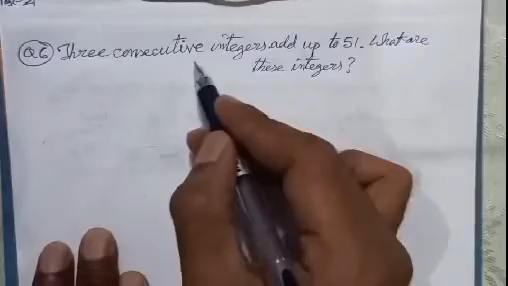 Q6 Three consecutive integers add up to 51. What are
these integers?